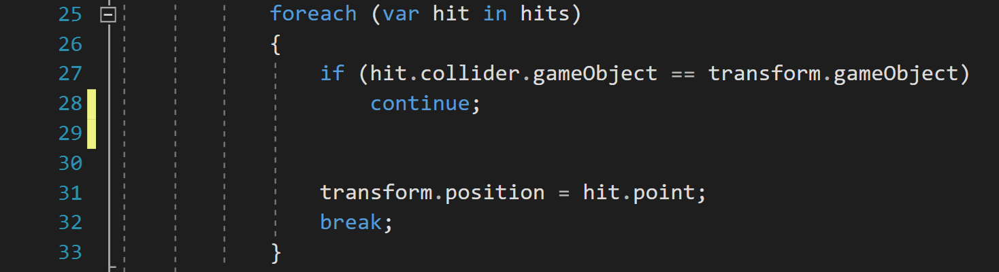 25 foreach (var hit in hits)
26 {
27 if (hit.collider.gameObject == transform.gameObject)
28 continue;
29
30
31 transform.position = hit.point;
32 break;
33 }